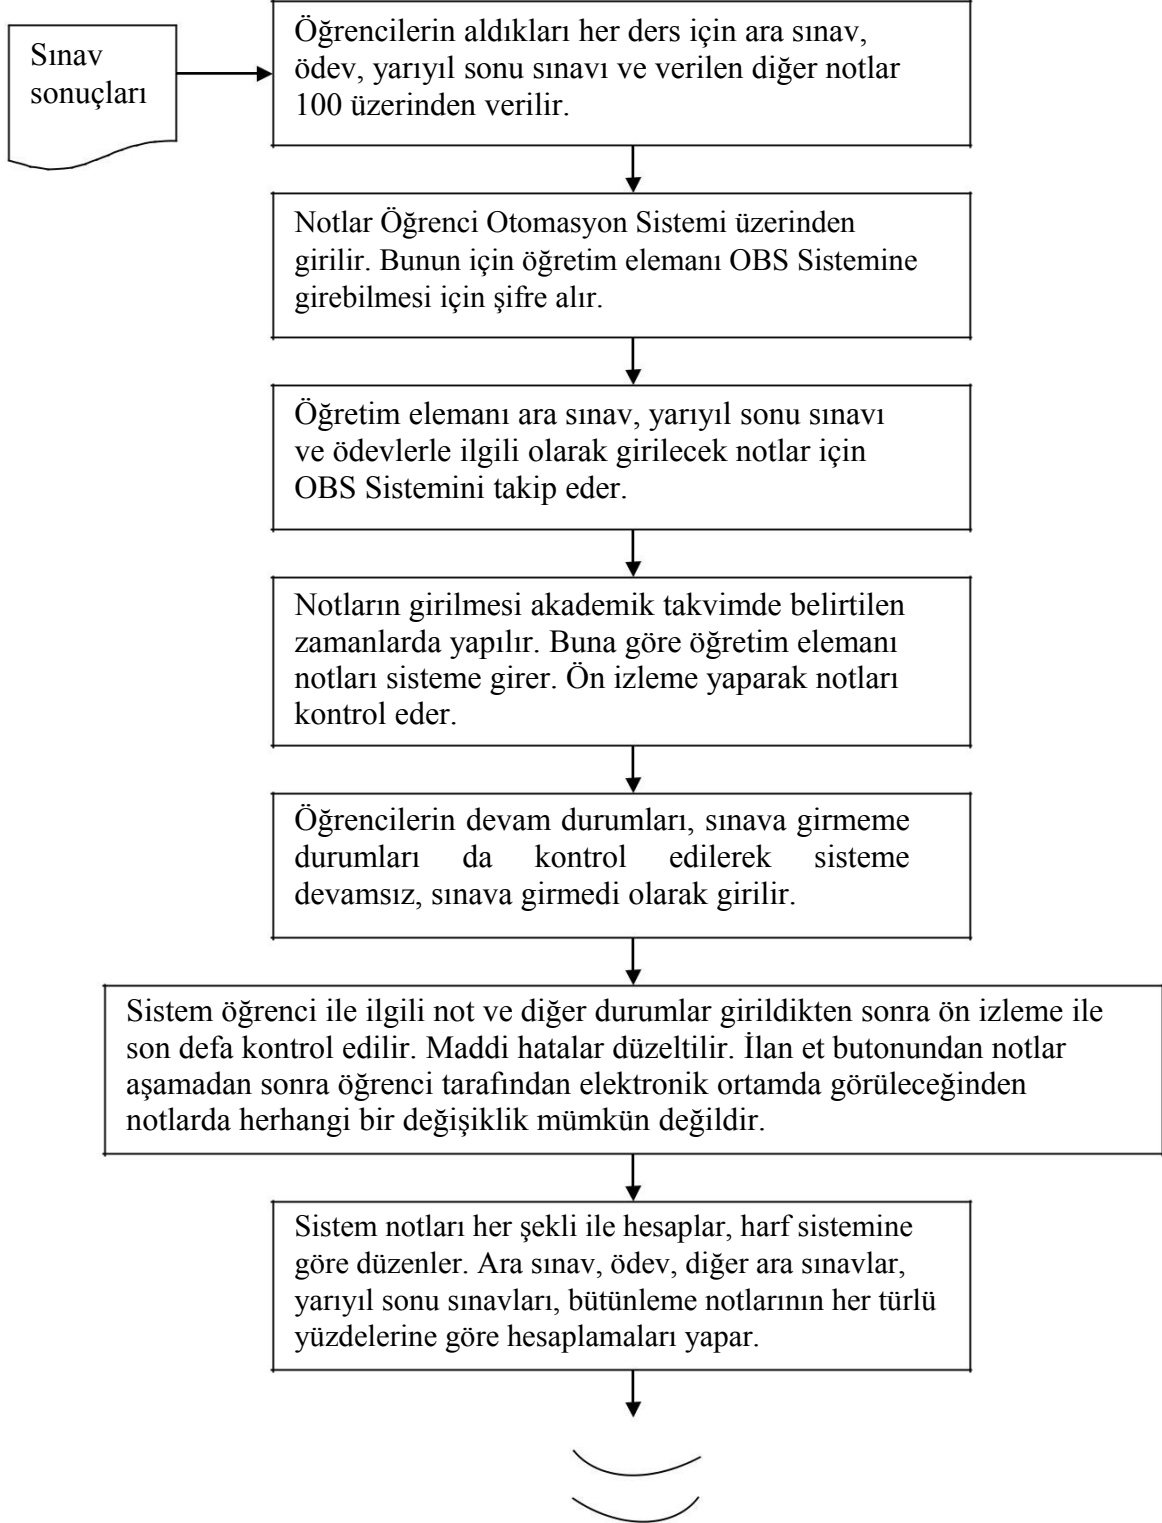 Sınav
sonuçları
Öğrencilerin aldıkları her ders için ara sınav,
ödev, yarıyıl sonu sınavı ve verilen diğer notlar
100 üzerinden verilir.
Notlar Öğrenci Otomasyon Sistemi üzerinden
girilir. Bunun için öğretim elemanı OBS Sistemine
girebilmesi için şifre alır.
Öğretim elemanı ara sınav, yarıyıl sonu sınavı
ve ödevlerle ilgili olarak girilecek notlar için
OBS Sistemini takip eder.
Notların girilmesi akademik takvimde belirtilen
zamanlarda yapılır. Buna göre öğretim elemanı
notları sisteme girer. Ön izleme yaparak notları
kontrol eder.
Öğrencilerin devam durumları, sınava girmeme
durumları da kontrol edilerek sisteme
devamsız, sınava girmedi olarak girilir.
Sistem öğrenci ile ilgili not ve diğer durumlar girildikten sonra ön izleme ile
son defa kontrol edilir. Maddi hatalar düzeltilir. İlan et butonundan notlar
aşamadan sonra öğrenci tarafından elektronik ortamda görüleceğinden
notlarda herhangi bir değişiklik mümkün değildir.
Sistem notları her şekli ile hesaplar, harf sistemine
göre düzenler. Ara sınav, ödev, diğer ara sınavlar,
yarıyıl sonu sınavları, bütünleme notlarının her türlü
yüzdelerine göre hesaplamaları yapar.